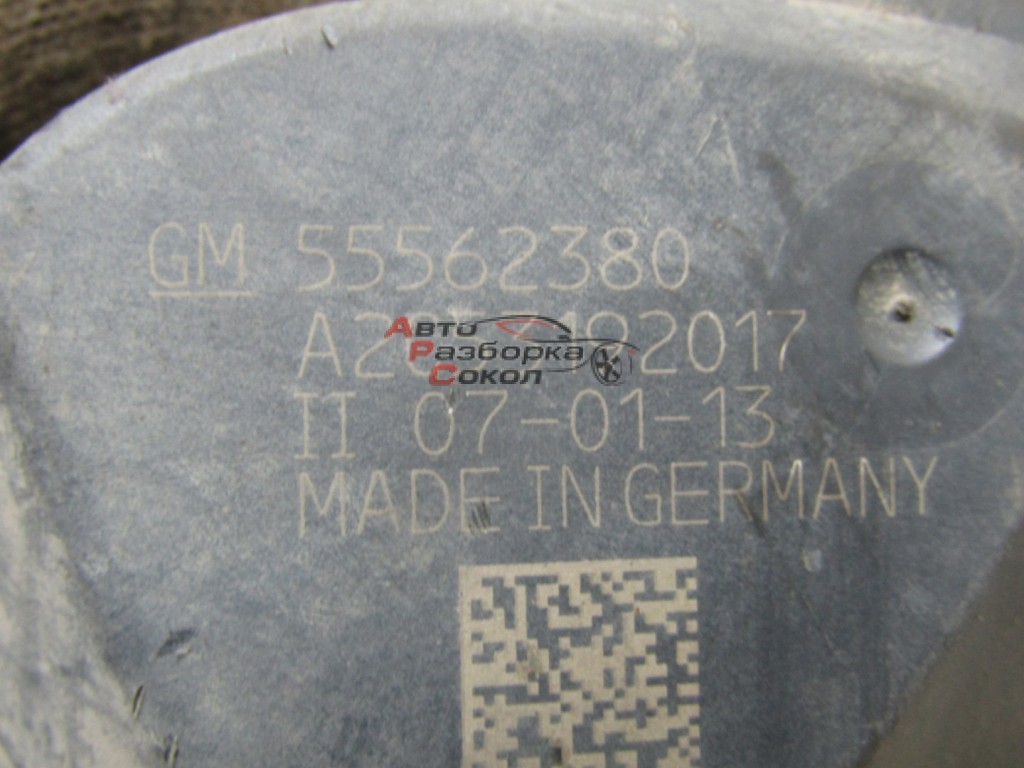 GM 55562380
Авто
Разборка
Сокол
II 07-01-13
MADE IN GERMANY